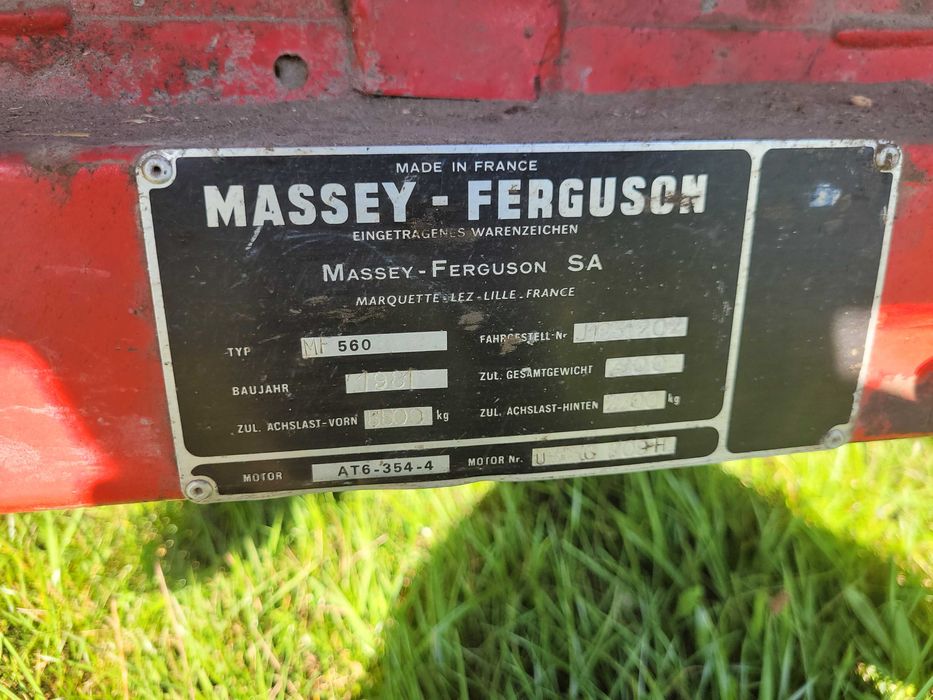 MADE IN FRANCE
MASSEY - FERGUSON
EINGETRAGENES WARENZEICHEN
MASSEY-FERGUSON SA
MARQUETTE-LEZ-LILLE-FRANCE
TYP MF 560
FAHRGESTELL-Nr
BAUJAHR 1981
ZUL. GESAMTGEWICHT
ZUL. ACHSLAST-VORN 6500 kg
ZUL. ACHSLAST-HINTEN kg
MOTOR AT6-354-4
MOTOR Nr.